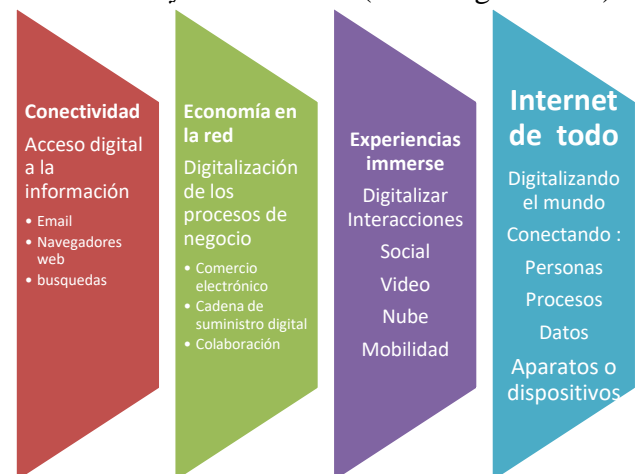 Conectividad
Acceso digital
a la
información
• Email
• Navegadores
web
• busquedas
Economía en
la red
Digitalización
de los
procesos de
negocio
• Comercio
electrónico
• Cadena de
suministro digital
• Colaboración
Experiencias
immerse
Digitalizar
Interacciones
Social
Video
Nube
Mobilidad
Internet
de todo
Digitalizando
el mundo
Conectando :
Personas
Procesos
Datos
Aparatos o
dispositivos